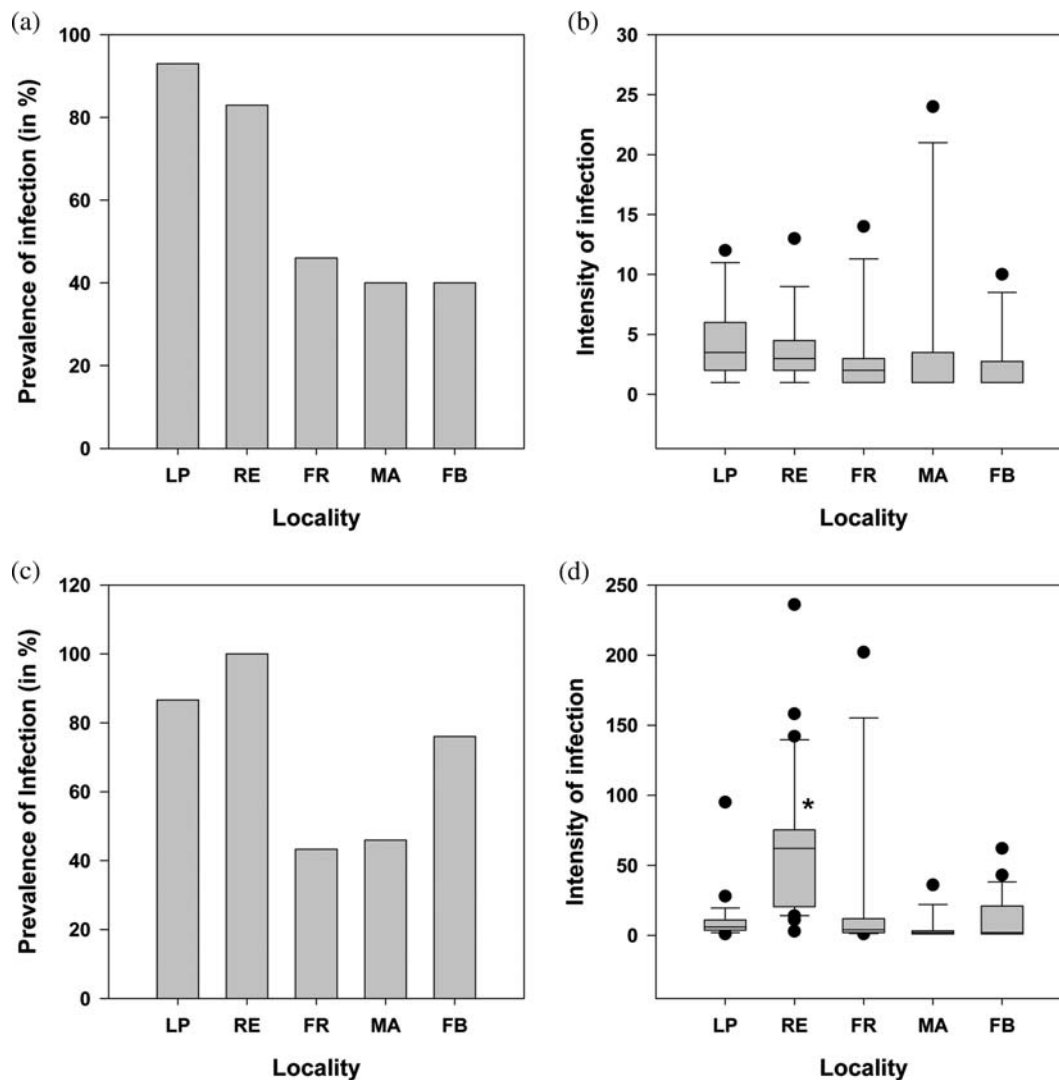 (a)
100
80
60
40
20
0
Prevalence of infection (in %)
LP RE FR MA FB
Locality
(b)
30
25
20
15
10
5
0
Intensity of infection
LP RE FR MA FB
Locality
(c)
120
100
80
60
40
20
0
Prevalence of Infection (in %)
LP RE FR MA FB
Locality
(d)
250
200
150
100
50
0
Intensity of infection
*
LP RE FR MA FB
Locality